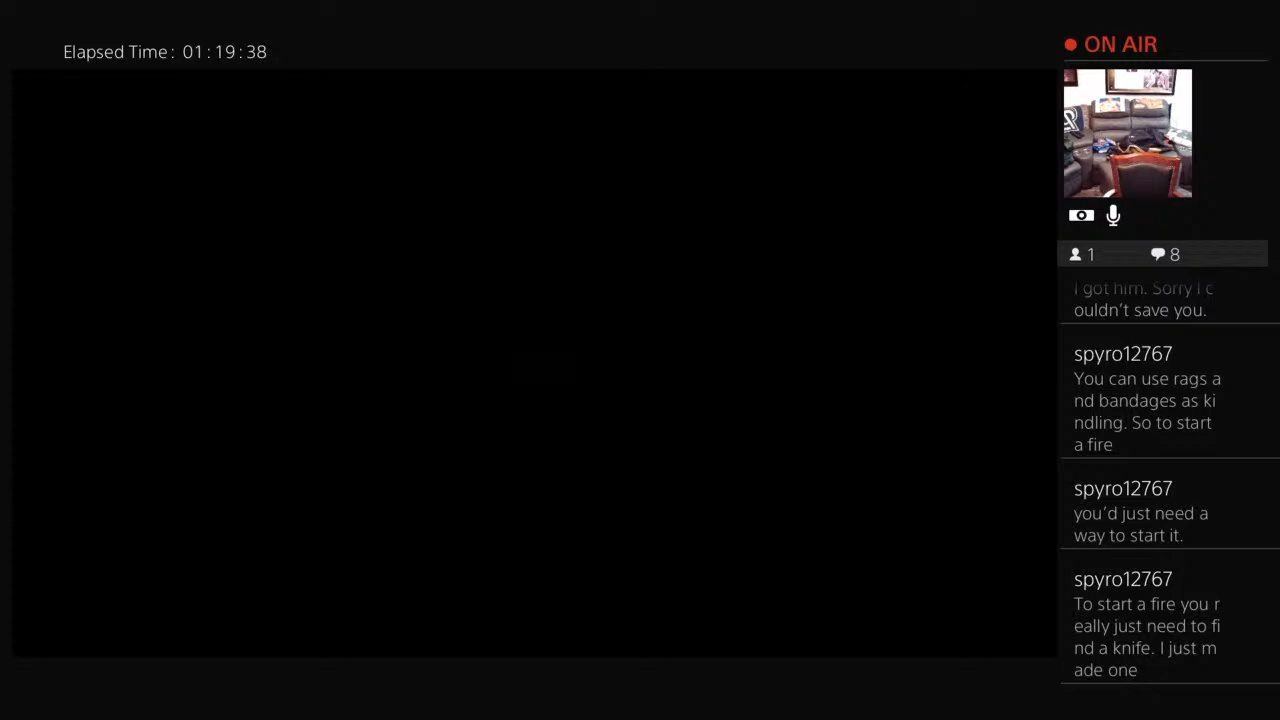 Elapsed Time: 01:19:38
ON AIR
1 8
I got him. Sorry I c
ouldn't save you.
spyro12767
You can use rags a
nd bandages as ki
ndling. So to start
a fire
spyro12767
you'd just need a
way to start it.
spyro12767
To start a fire you r
eally just need to fi
nd a knife. I just m
ade one